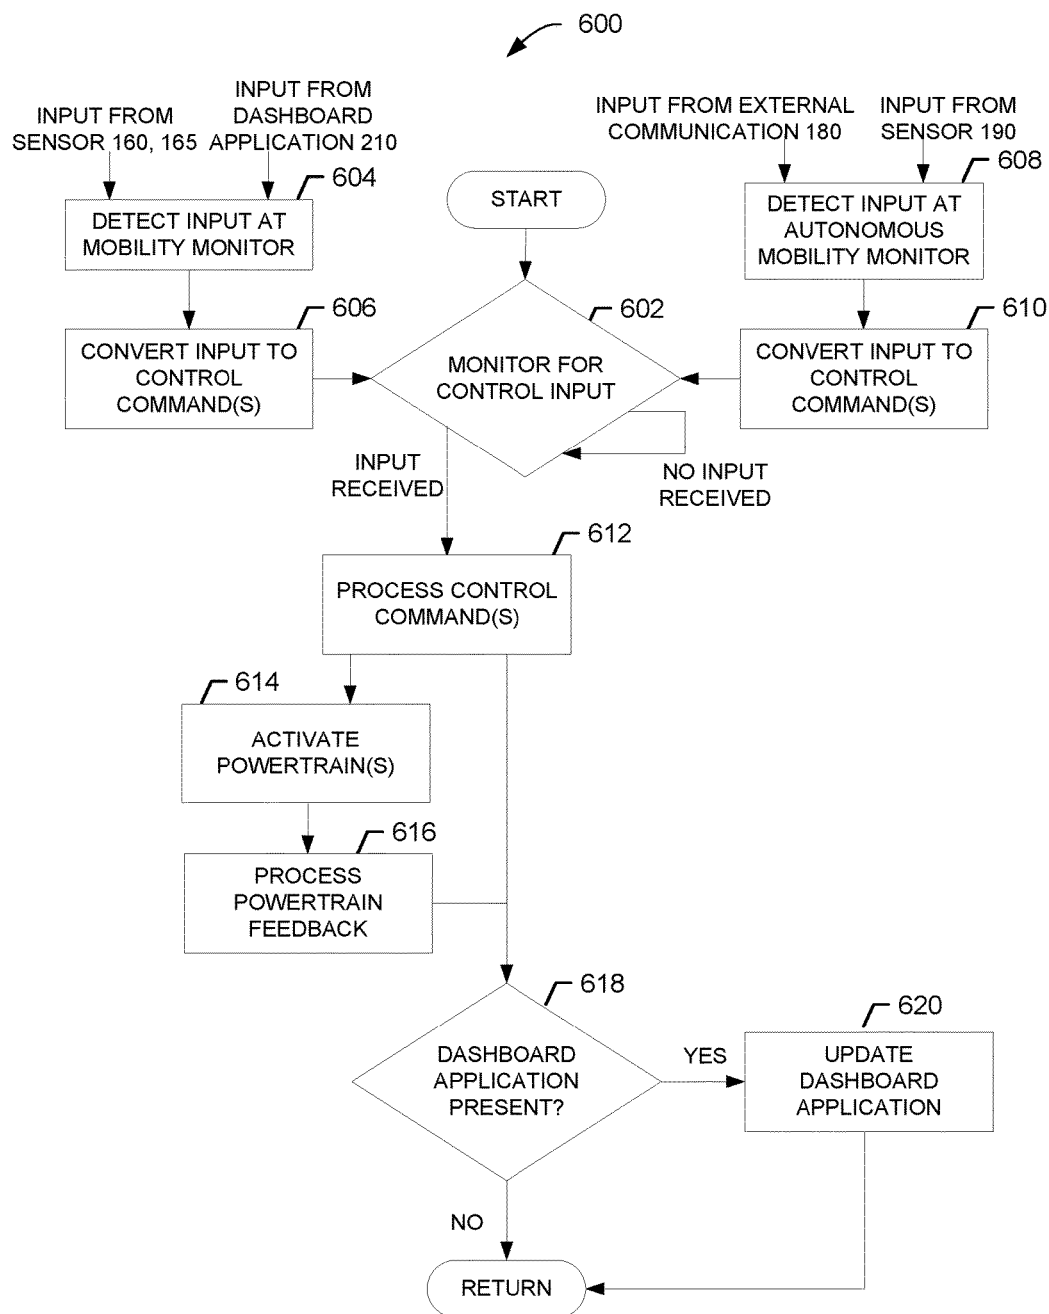 600
INPUT FROM
SENSOR 160, 165
INPUT FROM
DASHBOARD
APPLICATION 210
INPUT FROM EXTERNAL
COMMUNICATION 180
INPUT FROM
SENSOR 190
604
DETECT INPUT AT
MOBILITY MONITOR
START
608
DETECT INPUT AT
AUTONOMOUS
MOBILITY MONITOR
606
CONVERT INPUT TO
CONTROL
COMMAND(S)
602
MONITOR FOR
CONTROL INPUT
610
CONVERT INPUT TO
CONTROL
COMMAND(S)
INPUT
RECEIVED
NO INPUT
RECEIVED
612
PROCESS CONTROL
COMMAND(S)
614
ACTIVATE
POWERTRAIN(S)
616
PROCESS
POWERTRAIN
FEEDBACK
618
DASHBOARD
APPLICATION
PRESENT?
YES
620
UPDATE
DASHBOARD
APPLICATION
NO
RETURN